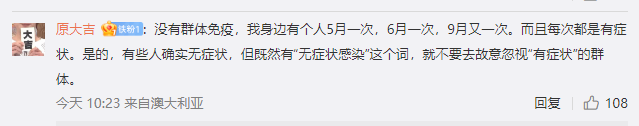 原大吉 铁粉1：没有群体免疫，我身边有个人5月一次，6月一次，9月又一次。而且每次都是有症
状。是的，有些人确实无症状，但既然有“无症状感染”这个词，就不要去故意忽视“有症状”的群
体。
今天 10:23 来自澳大利亚 回复 108